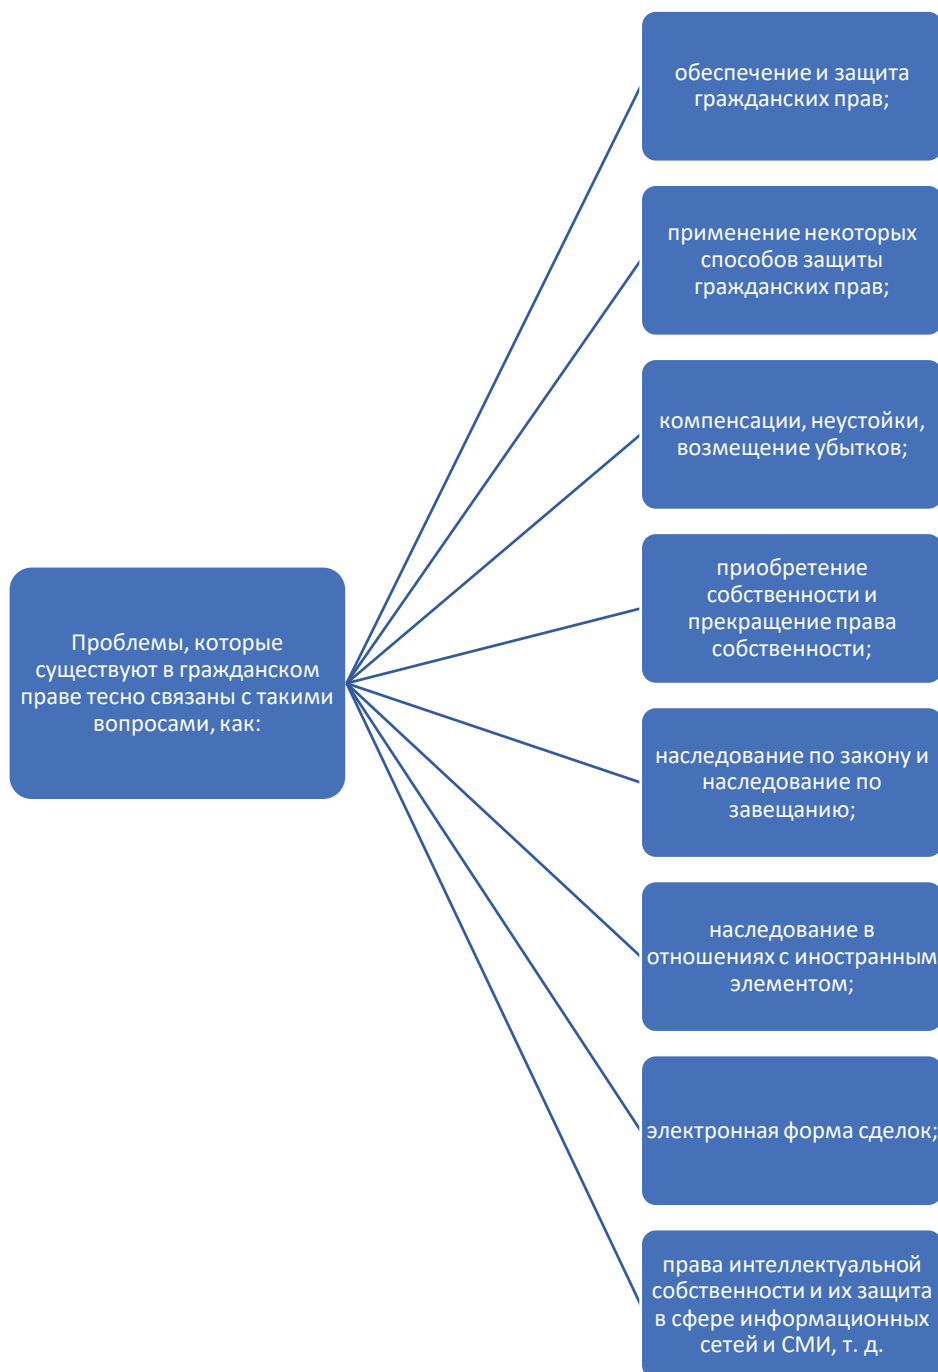 Проблемы, которые
существуют в гражданском
праве тесно связаны с такими
вопросами, как:
обеспечение и защита
гражданских прав;
применение некоторых
способов защиты
гражданских прав;
компенсации, неустойки,
возмещение убытков;
приобретение
собственности и
прекращение права
собственности;
наследование по закону и
наследование по
завещанию;
наследование в
отношениях с иностранным
элементом;
электронная форма сделок;
права интеллектуальной
собственности и их защита
в сфере информационных
сетей и СМИ, т. д.